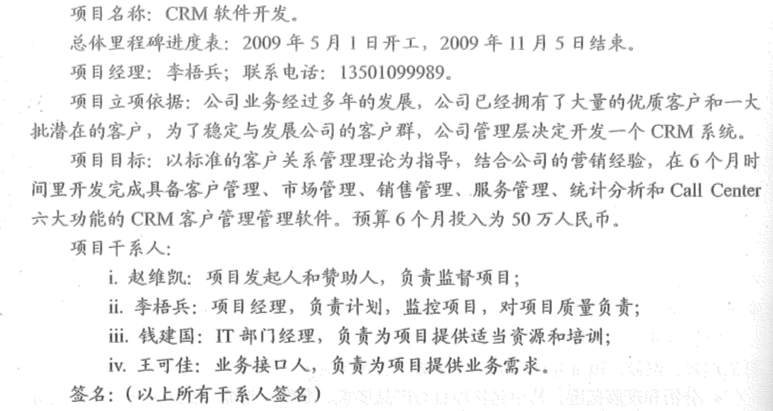 项目名称：CRM 软件开发。
总体里程碑进度表：2009 年 5 月 1 日开工，2009 年 11 月 5 日结束。
项目经理：李梧兵；联系电话：13501099989。
项目立项依据：公司业务经过多年的发展，公司已经拥有了大量的优质客户和一大
批潜在的客户，为了稳定与发展公司的客户群，公司管理层决定开发一个 CRM 系统。
项目目标：以标准的客户关系管理理论为指导，结合公司的营销经验，在 6 个月时
间里开发完成具备客户管理、市场管理、销售管理、服务管理、统计分析和 Call Center
六大功能的 CRM 客户管理管理软件。预算 6 个月投入为 50 万人民币。
项目干系人：
i. 赵维凯：项目发起人和赞助人，负责监督项目；
ii. 李梧兵：项目经理，负责计划，监控项目，对项目质量负责；
iii. 钱建国：IT 部门经理，负责为项目提供适当资源和培训；
iv. 王可佳：业务接口人，负责为项目提供业务需求。
签名：（以上所有干系人签名）